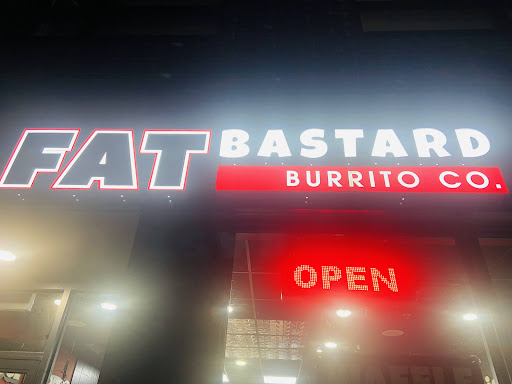 FAT BASTARD
BURRITO CO.
OPEN